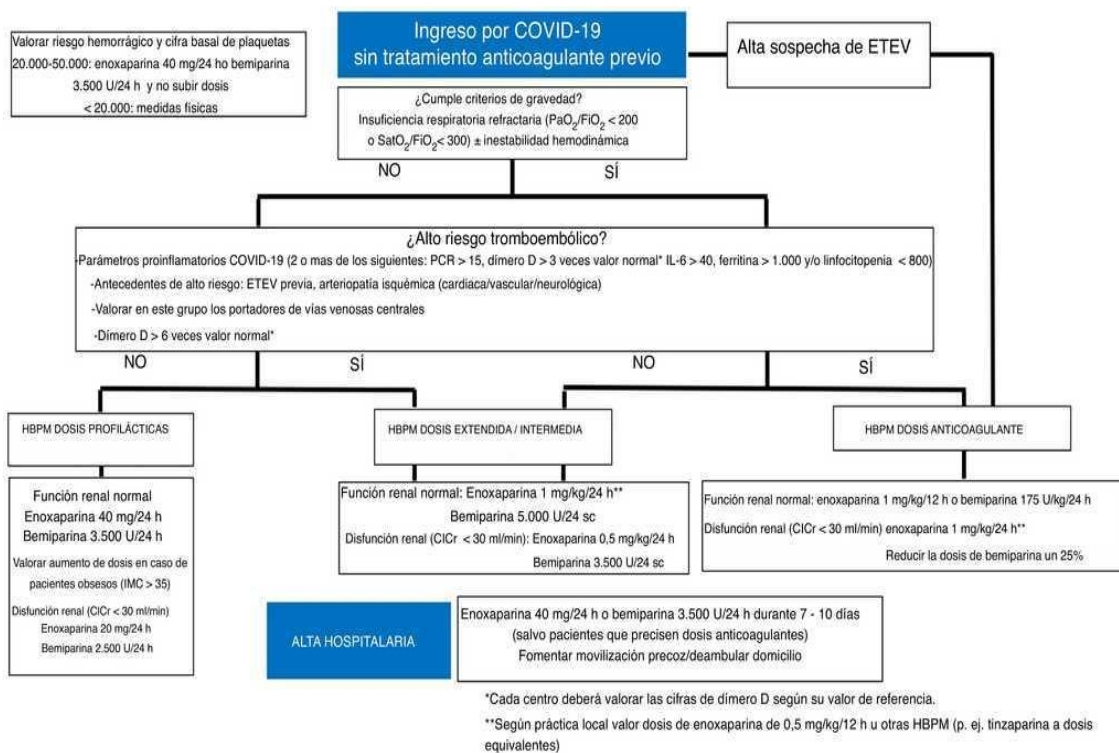 Valorar riesgo hemorrágico y cifra basal de plaquetas
20.000-50.000: enoxaparina 40 mg/24 ho bemiparina
3.500 U/24 h y no subir dosis
< 20.000: medidas físicas
Ingreso por COVID-19
sin tratamiento anticoagulante previo
Alta sospecha de ETEV
¿Cumple criterios de gravedad?
Insuficiencia respiratoria refractaria (PaO2/FiO2 < 200
o SatO2/FiO2< 300) ± inestabilidad hemodinámica
NO
SÍ
¿Alto riesgo tromboembólico?
-Parámetros proinflamatorios COVID-19 (2 o mas de los siguientes: PCR > 15, dímero D > 3 veces valor normal* IL-6 > 40, ferritina > 1.000 y/o linfocitopenia < 800)
-Antecedentes de alto riesgo: ETEV previa, arteriopatía isquémica (cardiaca/vascular/neurológica)
-Valorar en este grupo los portadores de vías venosas centrales
-Dímero D > 6 veces valor normal*
NO
SÍ
NO
SÍ
HBPM DOSIS PROFILÁCTICAS
HBPM DOSIS EXTENDIDA / INTERMEDIA
HBPM DOSIS ANTICOAGULANTE
Función renal normal
Enoxaparina 40 mg/24 h
Bemiparina 3.500 U/24 h
Valorar aumento de dosis en caso de
pacientes obsesos (IMC > 35)
Disfunción renal (ClCr < 30 ml/min)
Enoxaparina 20 mg/24 h
Bemiparina 2.500 U/24 h
Función renal normal: Enoxaparina 1 mg/kg/24 h**
Bemiparina 5.000 U/24 sc
Disfunción renal (ClCr < 30 ml/min): Enoxaparina 0,5 mg/kg/24 h
Bemiparina 3.500 U/24 sc
Función renal normal: enoxaparina 1 mg/kg/12 h o bemiparina 175 U/kg/24 h
Disfunción renal (ClCr < 30 ml/min) enoxaparina 1 mg/kg/24 h**
Reducir la dosis de bemiparina un 25%
ALTA HOSPITALARIA
Enoxaparina 40 mg/24 h o bemiparina 3.500 U/24 h durante 7 - 10 días
(salvo pacientes que precisen dosis anticoagulantes)
Fomentar movilización precoz/deambular domicilio
*Cada centro deberá valorar las cifras de dímero D según su valor de referencia.
**Según práctica local valor dosis de enoxaparina de 0,5 mg/kg/12 h u otras HBPM (p. ej. tinzaparina a dosis
equivalentes)